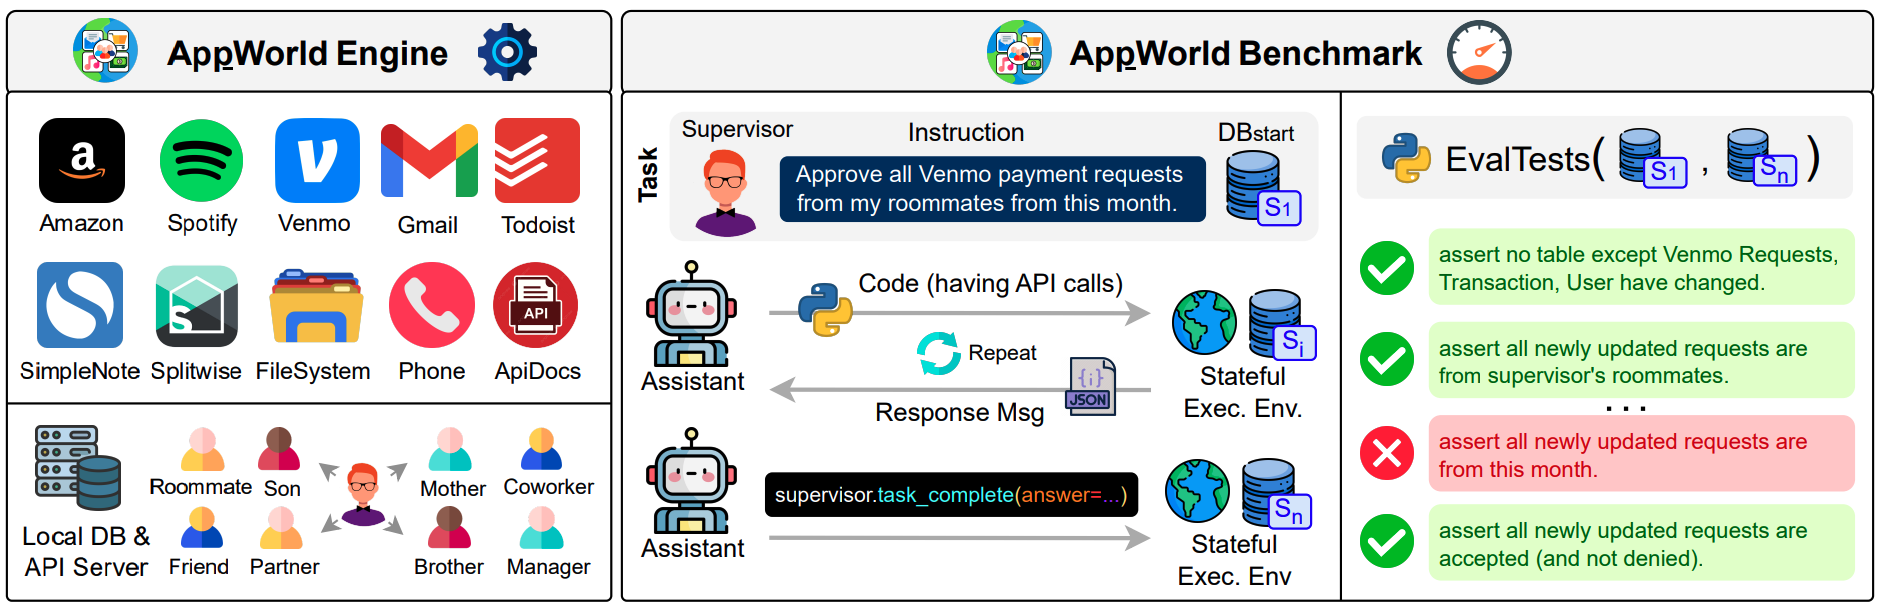 AppWorld Engine
Amazon
Spotify
Venmo
Gmail
Todoist
SimpleNote
Splitwise
FileSystem
Phone
API
ApiDocs
Local DB &
API Server
Roommate
Son
Mother
Coworker
Friend
Partner
Brother
Manager
AppWorld Benchmark
Task
Supervisor
Instruction
DBstart
Approve all Venmo payment requests
from my roommates from this month.
S1
Assistant
Code (having API calls)
Repeat
{i}
JSON
Response Msg
Si
Stateful
Exec. Env.
Assistant
supervisor.task_complete(answer=...)
Sn
Stateful
Exec. Env
EvalTests( S1 , Sn )
assert no table except Venmo Requests,
Transaction, User have changed.
assert all newly updated requests are
from supervisor's roommates.
...
assert all newly updated requests are
from this month.
assert all newly updated requests are
accepted (and not denied).